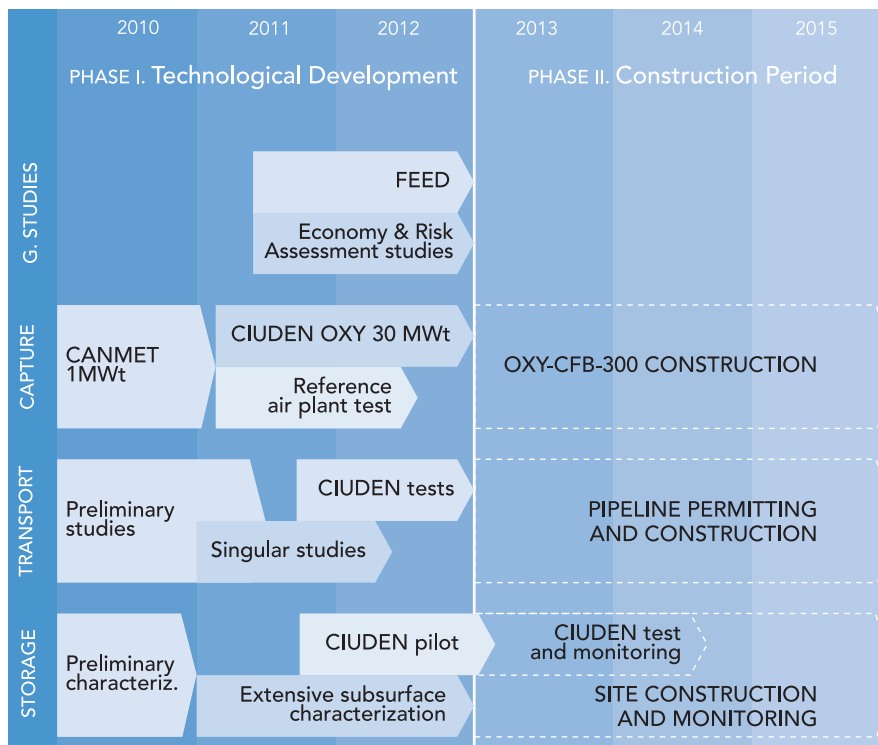 2010 2011 2012 2013 2014 2015
PHASE I. Technological Development PHASE II. Construction Period
G. STUDIES
FEED
Economy & Risk
Assessment studies
CAPTURE
CANMET
1MWt
CIUDEN OXY 30 MWt
Reference
air plant test
OXY-CFB-300 CONSTRUCTION
TRANSPORT
Preliminary
studies
CIUDEN tests
Singular studies
PIPELINE PERMITTING
AND CONSTRUCTION
STORAGE
Preliminary
characteriz.
CIUDEN pilot
CIUDEN test
and monitoring
Extensive subsurface
characterization
SITE CONSTRUCTION
AND MONITORING